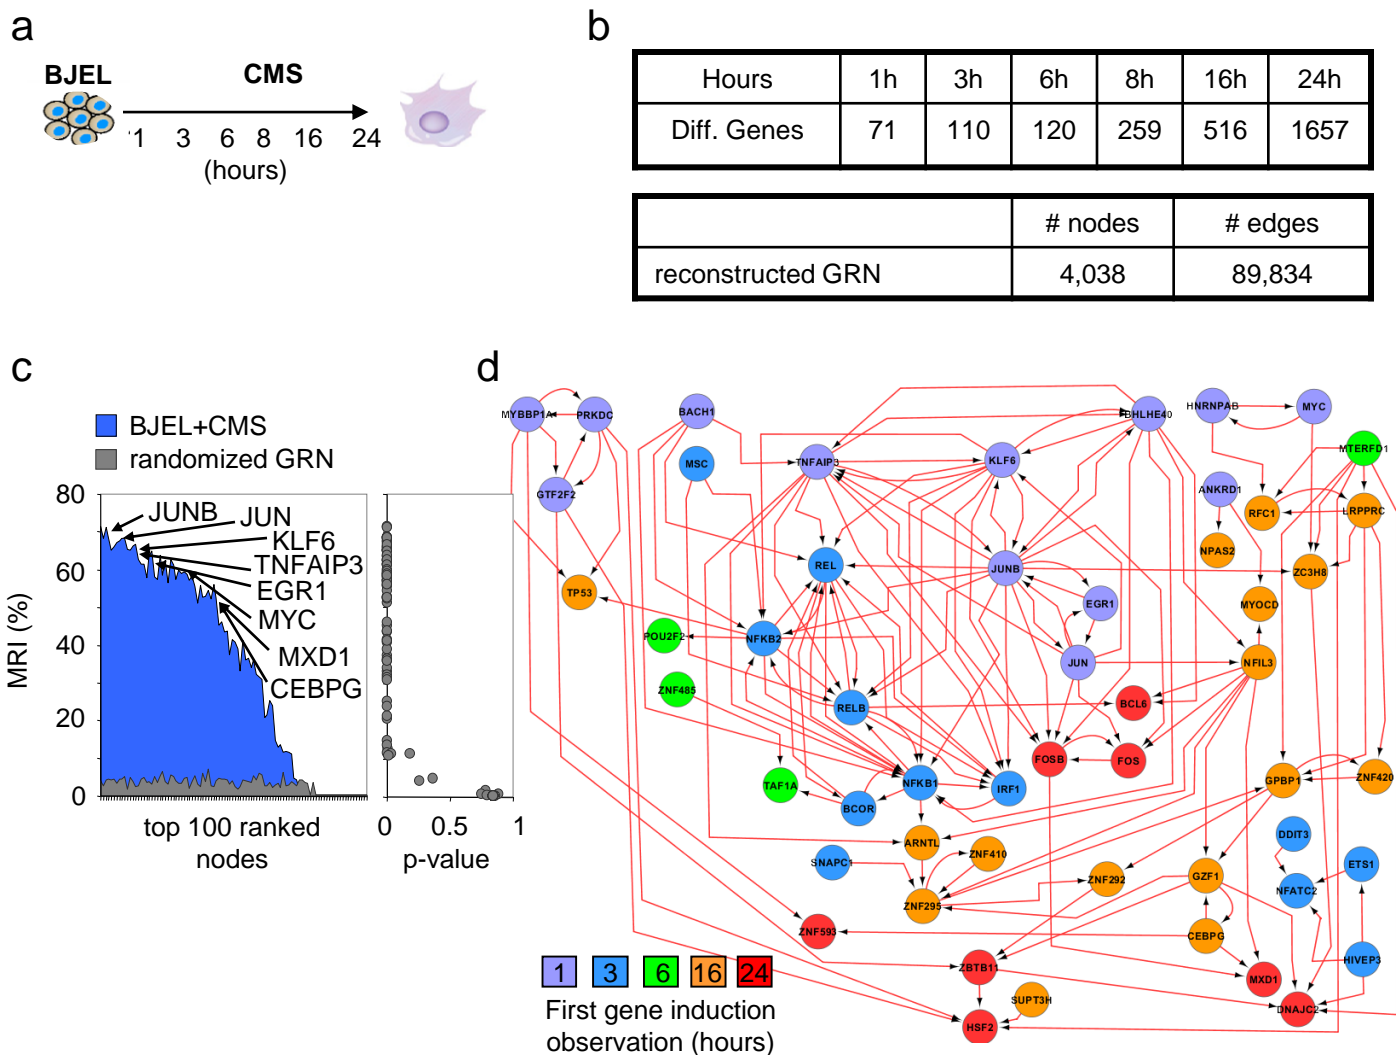 a
BJEL CMS
1 3 6 8 16 24
(hours)
b
Hours 1h 3h 6h 8h 16h 24h
Diff. Genes 71 110 120 259 516 1657
# nodes # edges
reconstructed GRN 4,038 89,834
c
BJEL+CMS
randomized GRN
80
60
40
20
0
MRI (%)
JUNB
JUN
KLF6
TNFAIP3
EGR1
MYC
MXD1
CEBPG
top 100 ranked
nodes
0 0.5 1
p-value
d
MYBBP1A PRKDC BACH1 BHLHE40 HNRNPAB MYC
MSC TNFAIP3 KLF6 MTERFD1
GTF2F2 ANKRD1 RFC1 LRPPRC
NPAS2
REL JUNB ZC3H8
TP53 EGR1 MYOCD
POU2F2 NFKB2 JUN NFIL3
ZNF485 RELB BCL6
FOSB FOS
TAF1A NFKB1 IRF1 GPBP1 ZNF420
BCOR
ARNTL ZNF410 DDIT3
SNAPC1 ZNF292 GZF1 NFATC2 ETS1
ZNF295
ZNF593 CEBPG
ZBTB11 MXD1 HIVEP3
SUPT3H DNAJC2
HSF2
1 3 6 16 24
First gene induction
observation (hours)